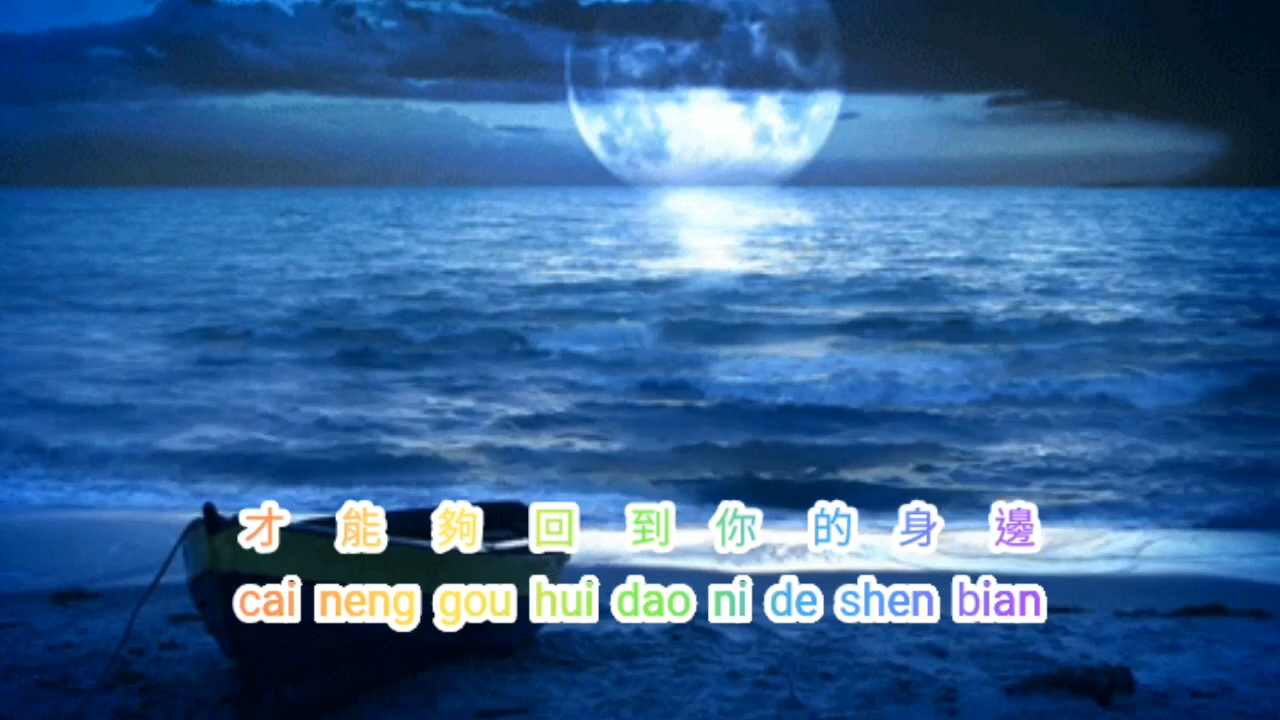 才 能 夠 回 到 你 的 身 邊
cai neng gou hui dao ni de shen bian